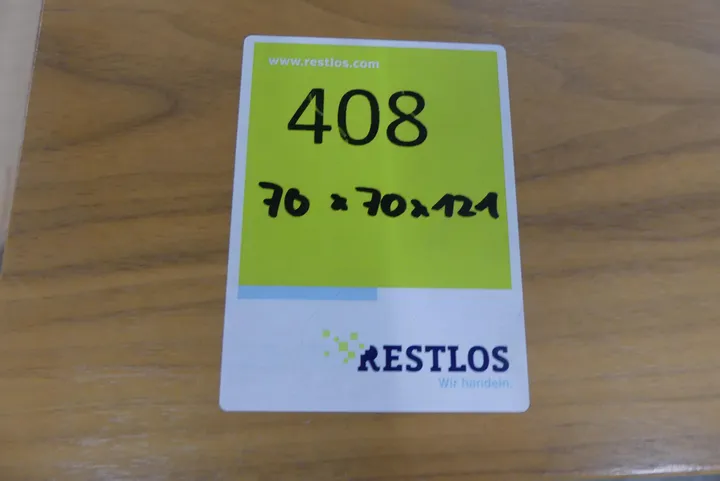 www.restlos.com
408
70 x 70 x 121
RESTLOS
Wir handeln.